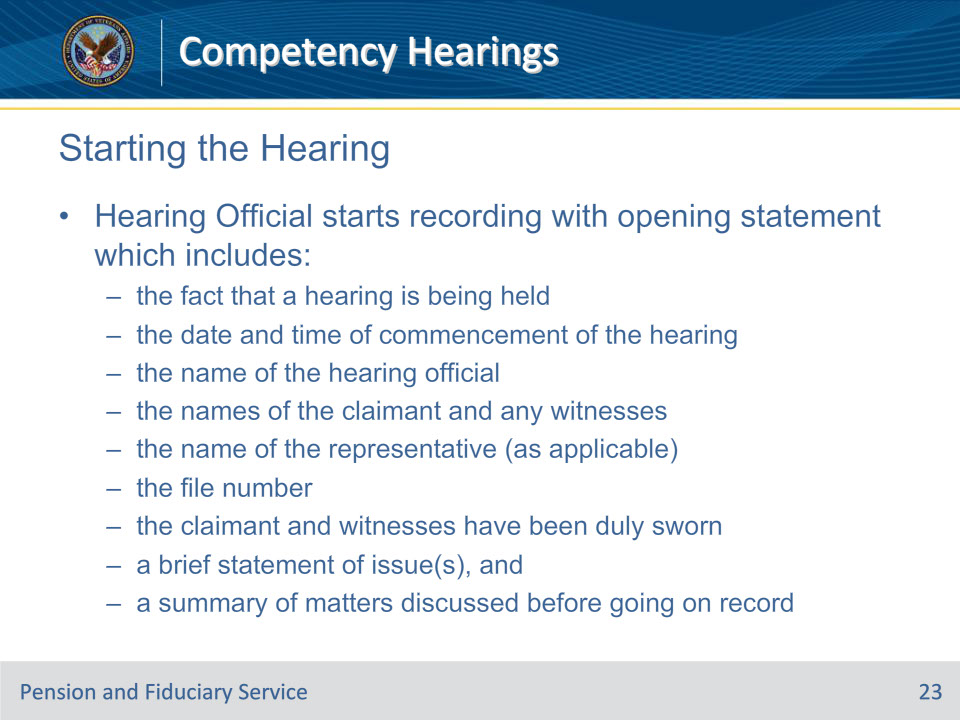 Competency Hearings
Starting the Hearing
• Hearing Official starts recording with opening statement
which includes:
– the fact that a hearing is being held
– the date and time of commencement of the hearing
– the name of the hearing official
– the names of the claimant and any witnesses
– the name of the representative (as applicable)
– the file number
– the claimant and witnesses have been duly sworn
– a brief statement of issue(s), and
– a summary of matters discussed before going on record
Pension and Fiduciary Service 23